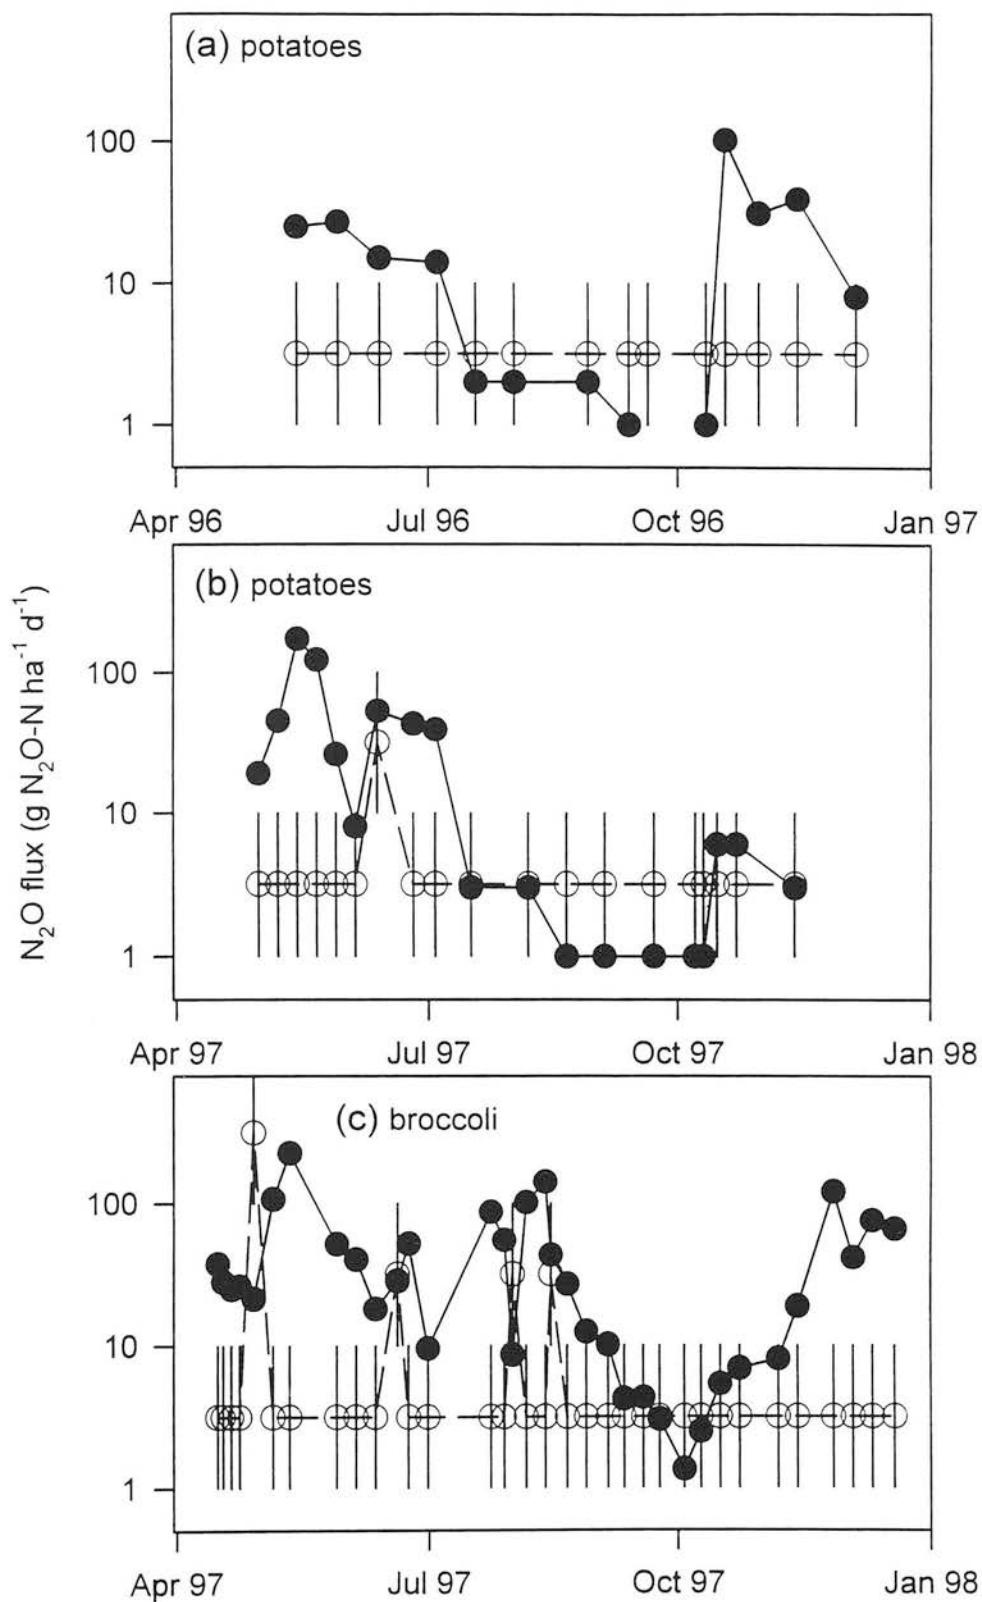 (a) potatoes
100
10
1
Apr 96 Jul 96 Oct 96 Jan 97
(b) potatoes
N₂O flux (g N₂O-N ha⁻¹ d⁻¹)
100
10
1
Apr 97 Jul 97 Oct 97 Jan 98
(c) broccoli
100
10
1
Apr 97 Jul 97 Oct 97 Jan 98